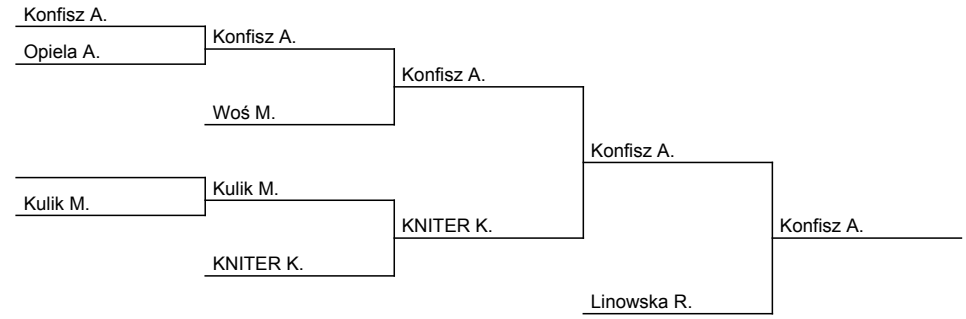 Konfisz A.
Opiela A.
Konfisz A.
Woś M.
Konfisz A.
Kulik M.
Kulik M.
KNITER K.
KNITER K.
Konfisz A.
Linowska R.
Konfisz A.